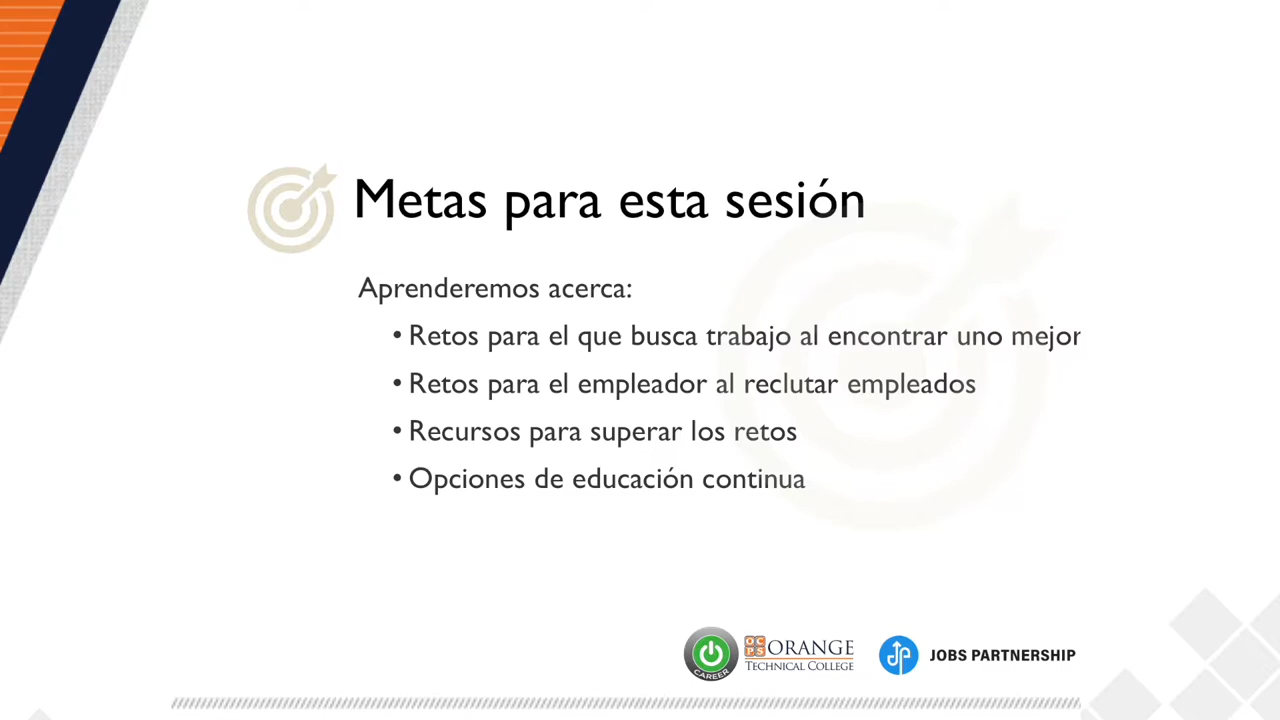 Metas para esta sesión
Aprenderemos acerca:
• Retos para el que busca trabajo al encontrar uno mejor
• Retos para el empleador al reclutar empleados
• Recursos para superar los retos
• Opciones de educación continua
CAREER
OCPS ORANGE
TECHNICAL COLLEGE
JOBS PARTNERSHIP